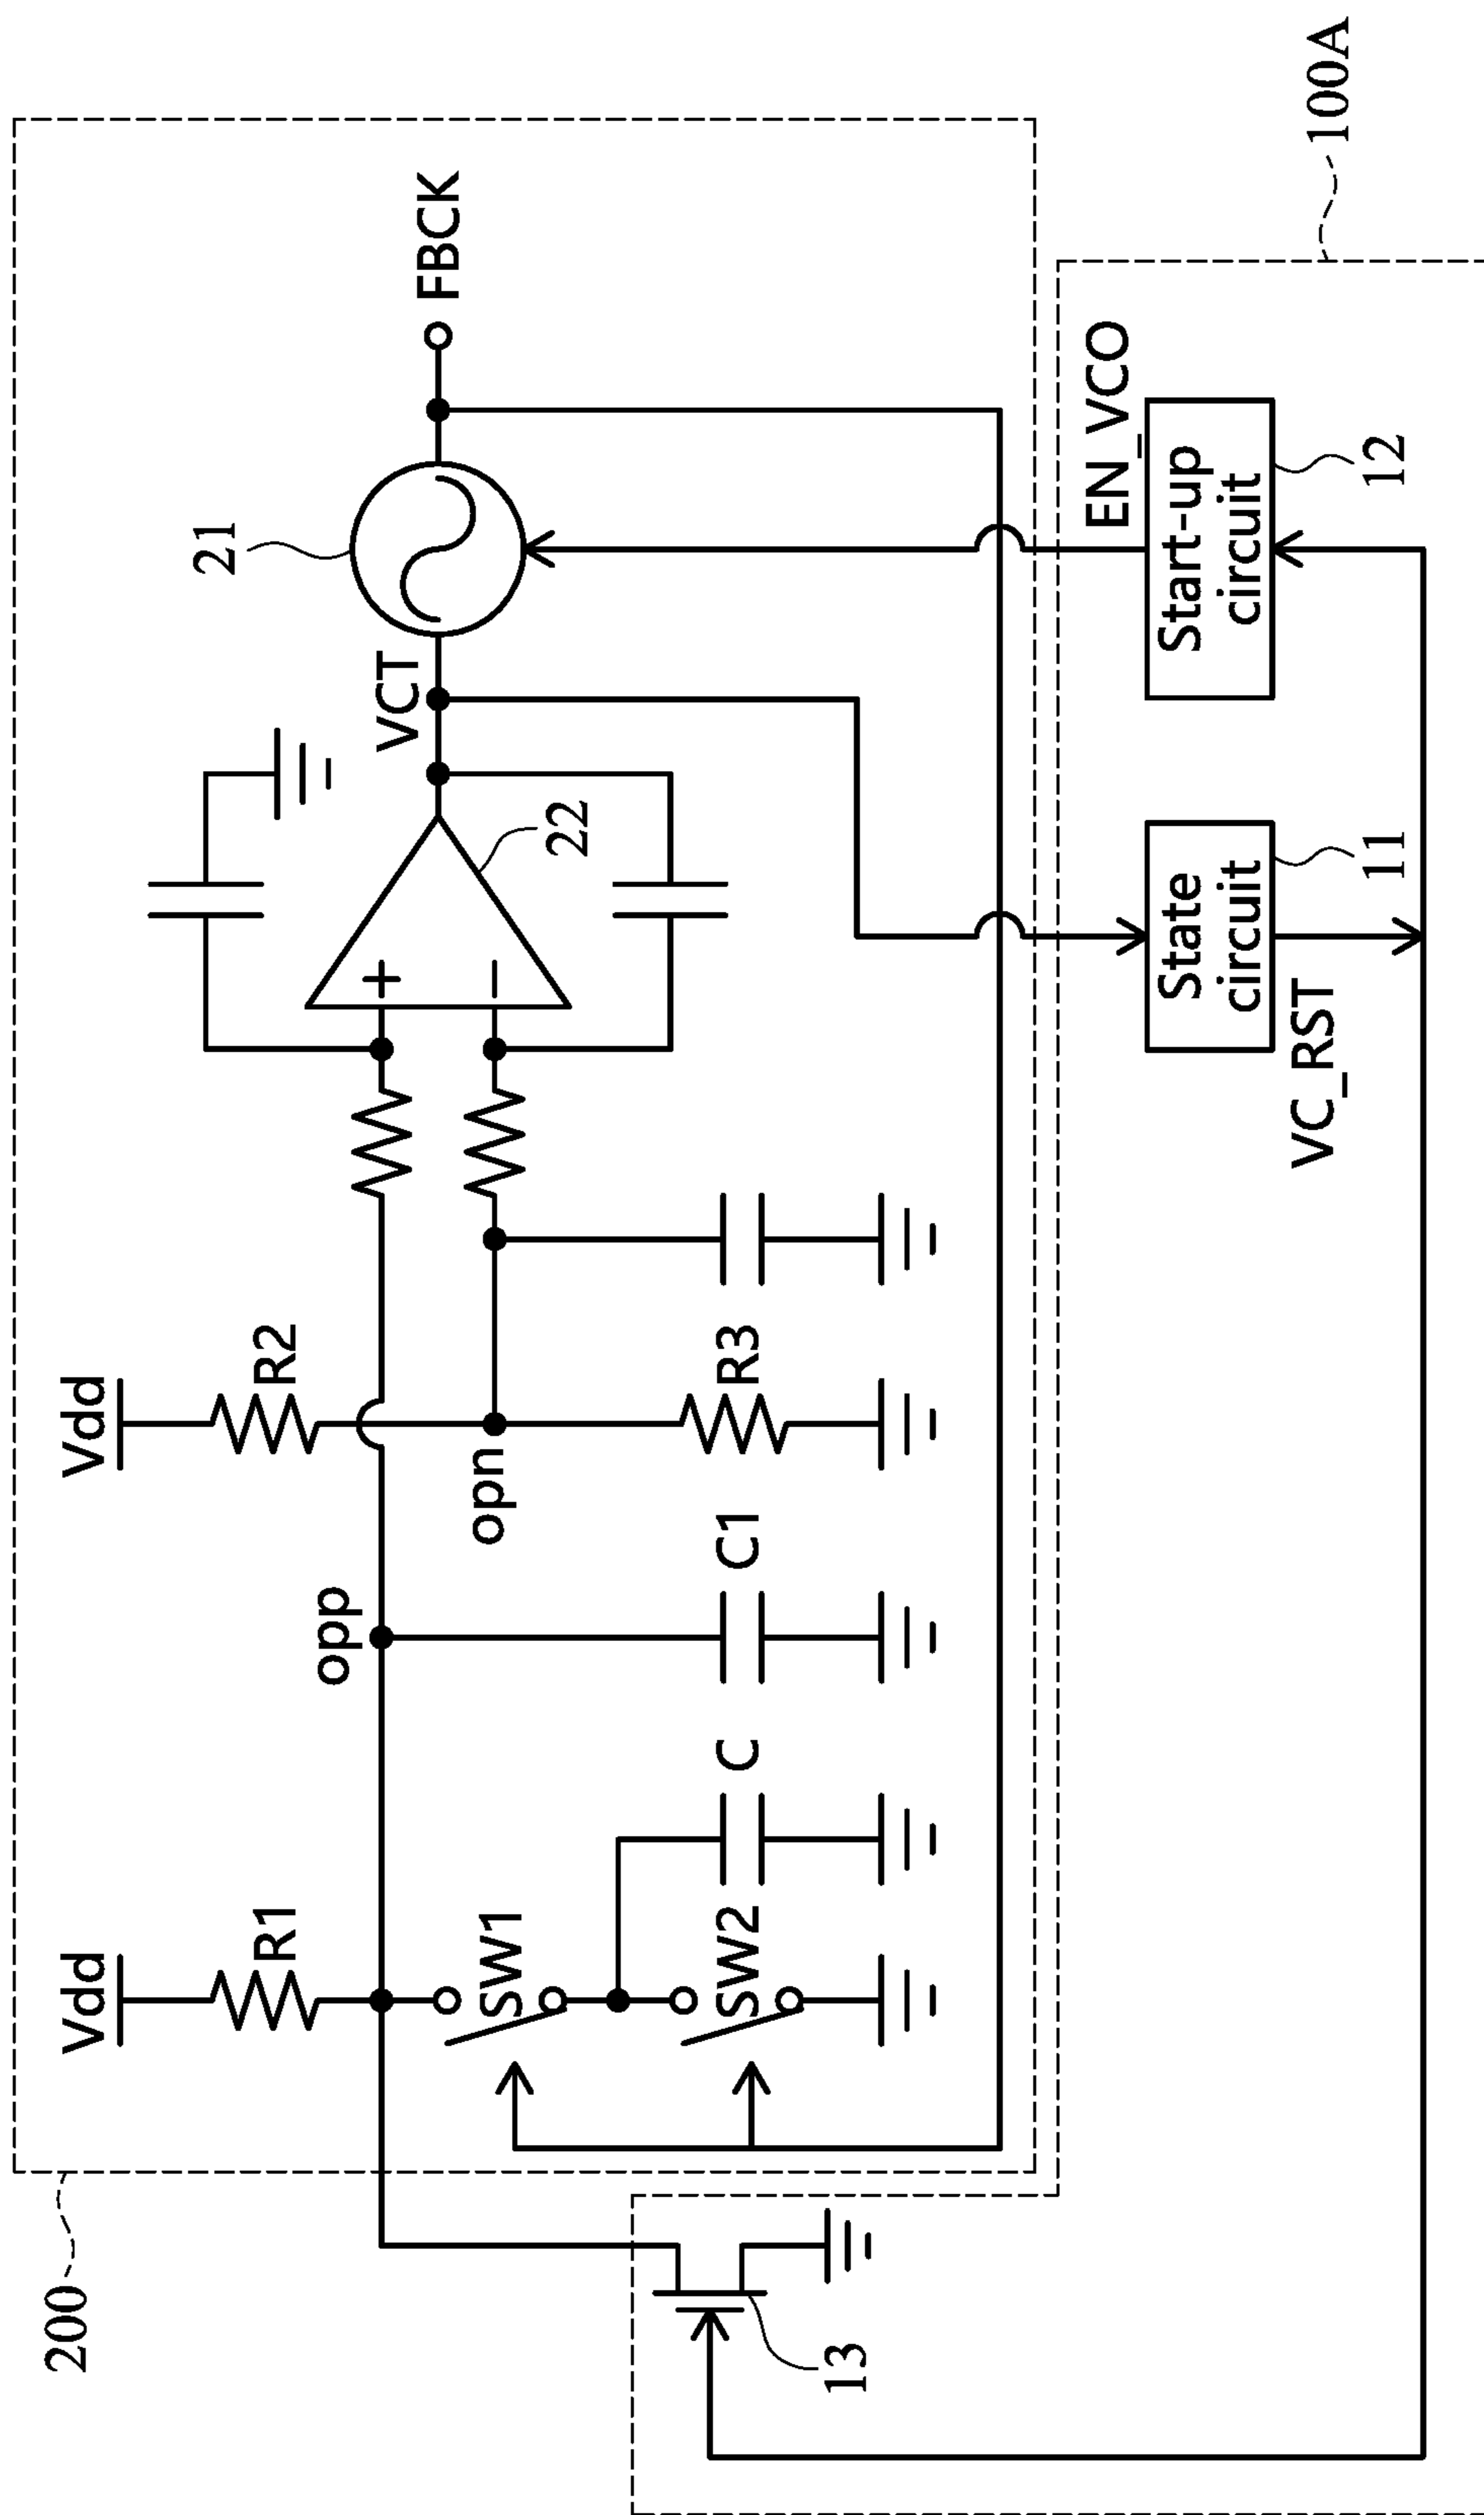 200
Vdd
R1
Vdd
R2
opp
opn
SW1
SW2
C
C1
R3
22
VCT
21
FBCK
13
VC_RST
State
circuit
11
EN_VCO
Start-up
circuit
12
100A